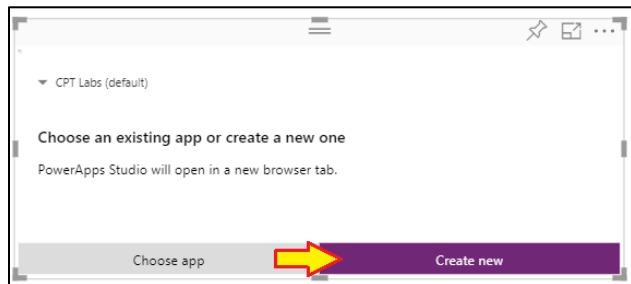 CPT Labs (default)
Choose an existing app or create a new one
PowerApps Studio will open in a new browser tab.
Choose app
Create new